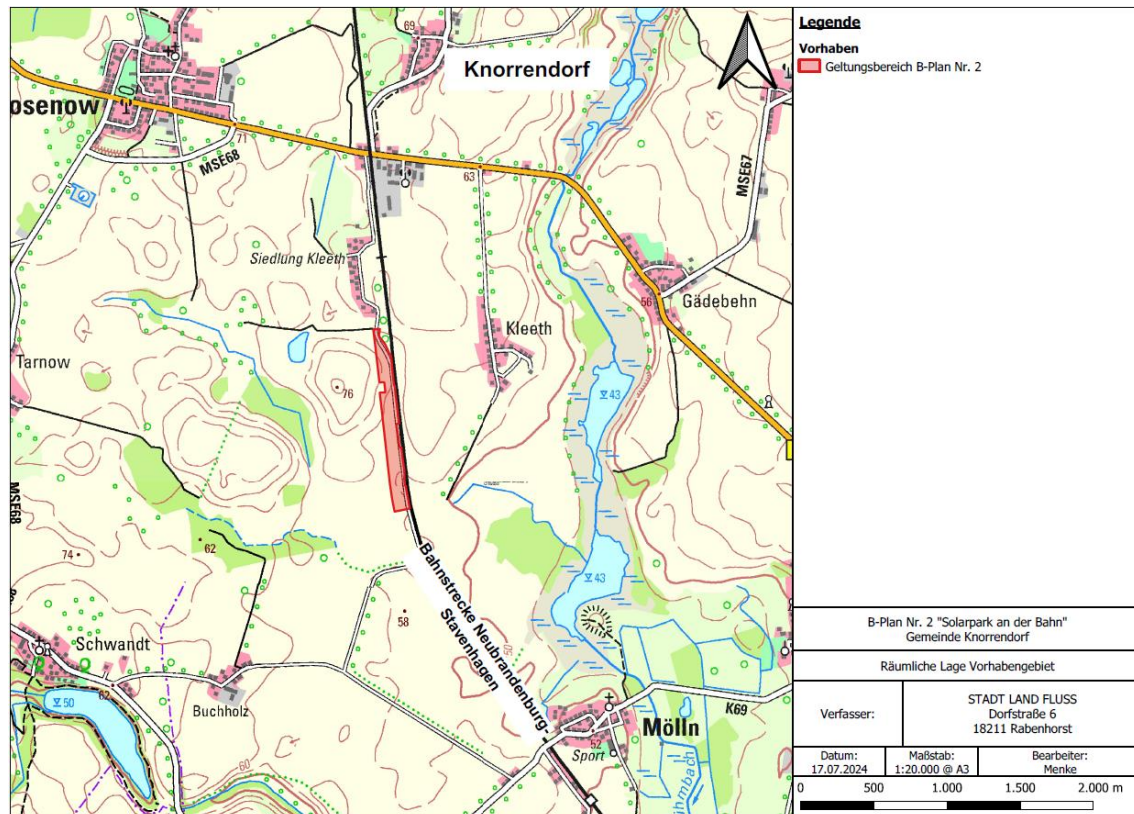 69
Knorrendorf
osenow
71
MSE68
63
MSE67
Siedlung Kleeth
56
Gädebehn
Kleeth
Tarnow
76
43
MSE68
62
74
43
Bahnstrecke Neubrandenburg-
Stavenhagen
58
50
Schwandt
62
50
Buchholz
60
K69
Mölln
52
Sport
Legende
Vorhaben
Geltungsbereich B-Plan Nr. 2
B-Plan Nr. 2 "Solarpark an der Bahn"
Gemeinde Knorrendorf
Räumliche Lage Vorhabengebiet
Verfasser:
STADT LAND FLUSS
Dorfstraße 6
18211 Rabenhorst
Datum:
17.07.2024
Maßstab:
1:20.000 @ A3
Bearbeiter:
Menke
0 500 1.000 1.500 2.000 m